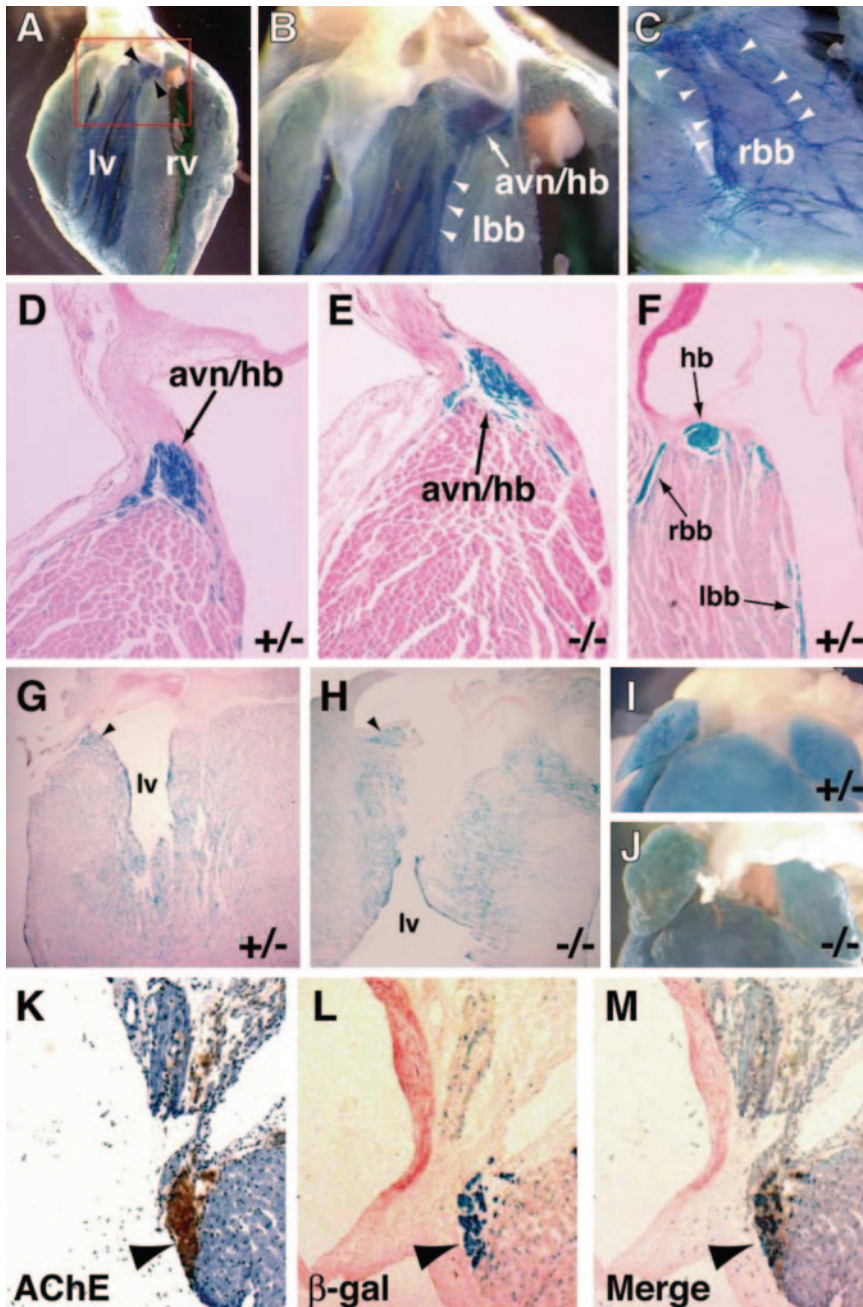 A
lv
rv
B
avn/hb
lbb
C
rbb
D
avn/hb
+/-
E
avn/hb
-/-
F
hb
rbb
lbb
+/-
G
lv
+/-
H
lv
-/-
I
+/-
J
-/-
K
AChE
L
β-gal
M
Merge